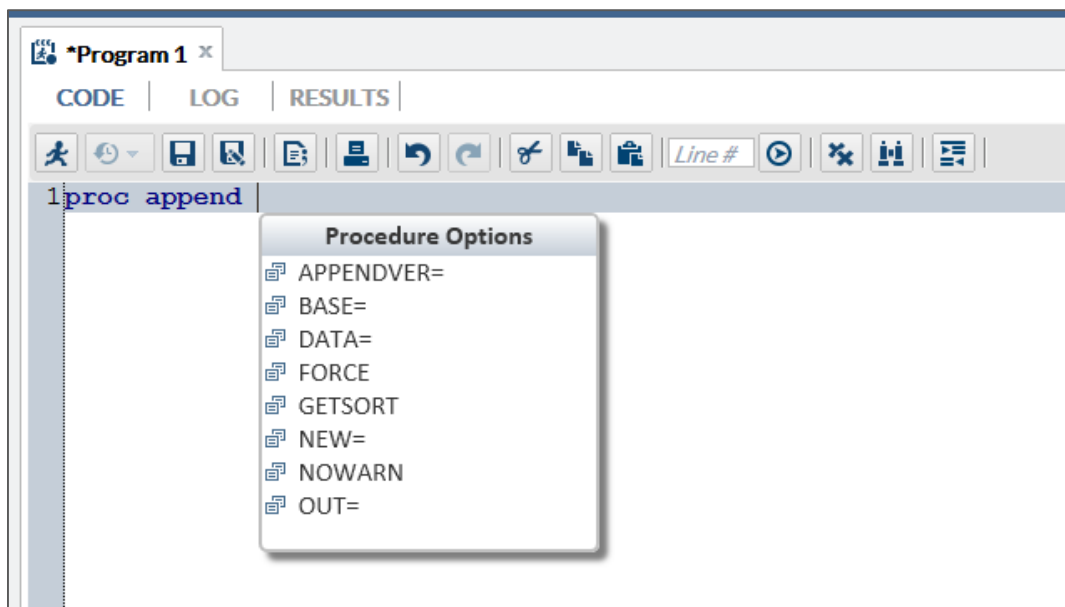 *Program 1 x
CODE LOG RESULTS
Line #
1 proc append
Procedure Options
APPENDVER=
BASE=
DATA=
FORCE
GETSORT
NEW=
NOWARN
OUT=